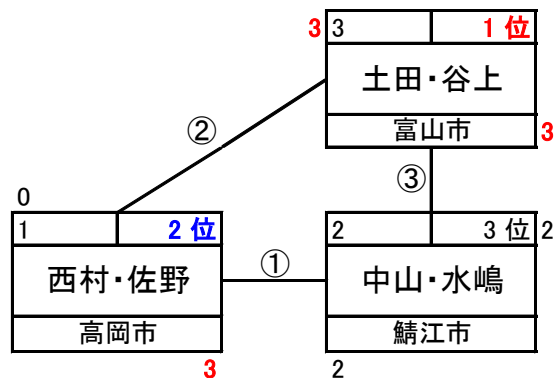 3 3 1 位
土田・谷上
富山市 3
②
③
0
1 2 位
西村・佐野
高岡市
3
①
2 3 位 2
中山・水嶋
鯖江市
2